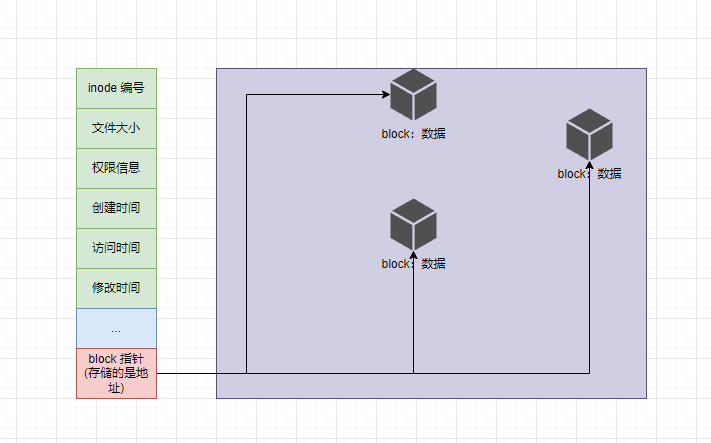 inode 编号
文件大小
权限信息
创建时间
访问时间
修改时间
...
block 指针
(存储的是地
址)
block：数据
block：数据
block：数据